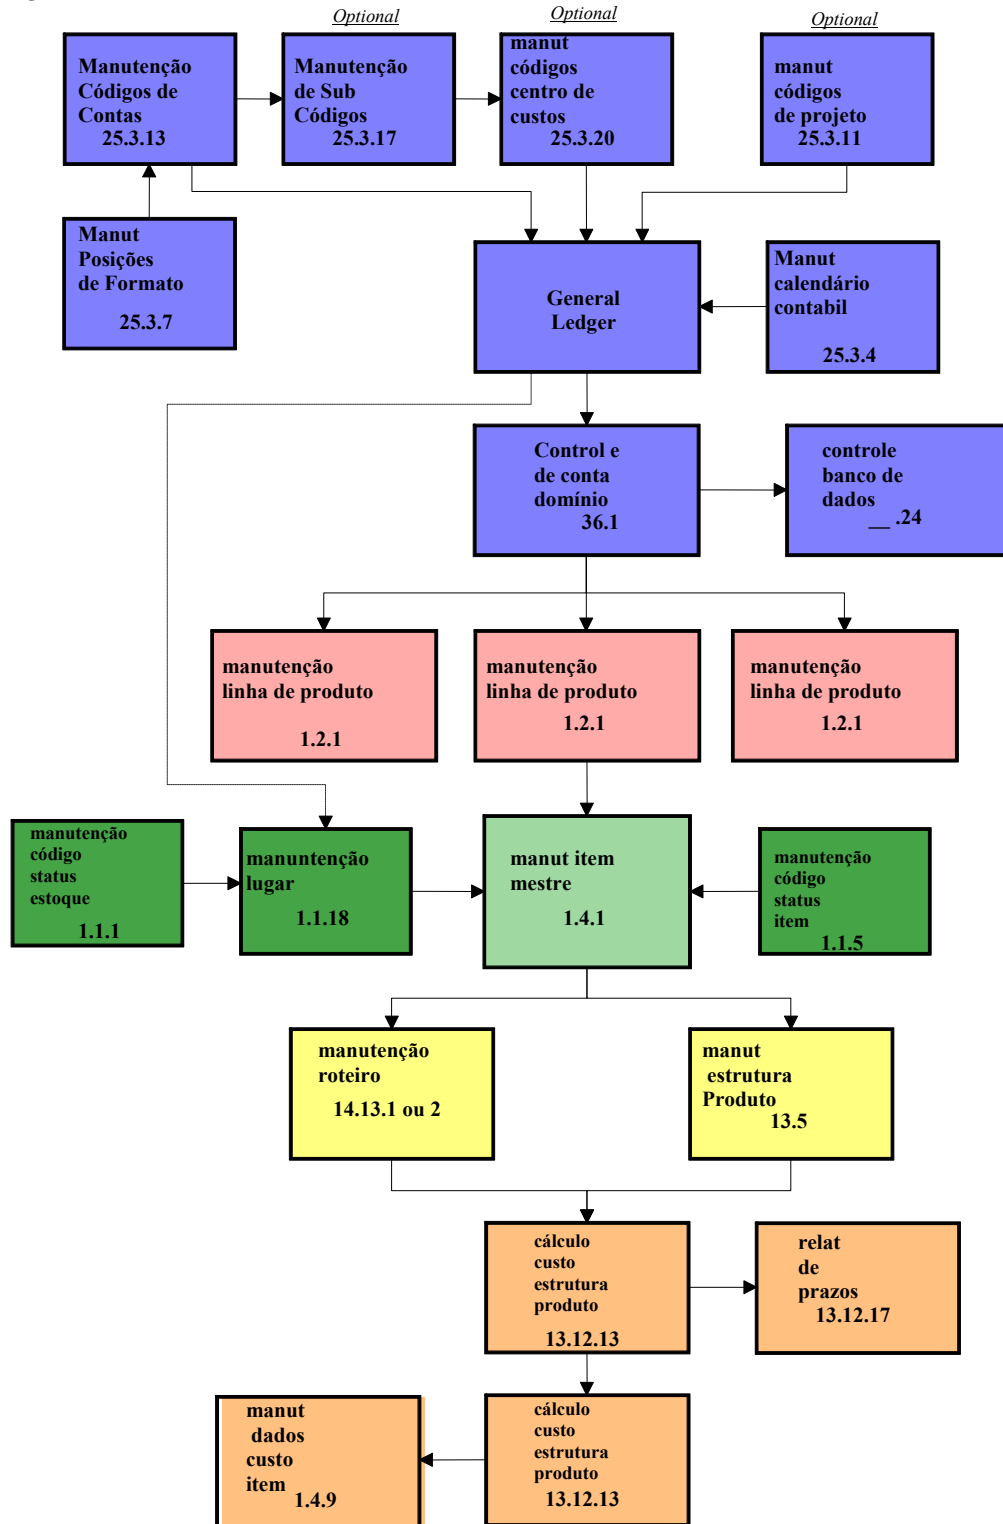 Optional
Optional
Optional
Manutenção
Códigos de
Contas
25.3.13
Manutenção
de Sub
Códigos
25.3.17
manut
códigos
centro de
custos
25.3.20
manut
códigos
de projeto
25.3.11
Manut
Posições
de Formato
25.3.7
General
Ledger
Manut
calendário
contabil
25.3.4
Control e
de conta
domínio
36.1
controle
banco de
dados
__ .24
manutenção
linha de produto
1.2.1
manutenção
linha de produto
1.2.1
manutenção
linha de produto
1.2.1
manutenção
código
status
estoque
1.1.1
manuntenção
lugar
1.1.18
manut item
mestre
1.4.1
manutenção
código
status
item
1.1.5
manutenção
roteiro
14.13.1 ou 2
manut
estrutura
Produto
13.5
cálculo
custo
estrutura
produto
13.12.13
relat
de
prazos
13.12.17
manut
dados
custo
item
1.4.9
cálculo
custo
estrutura
produto
13.12.13